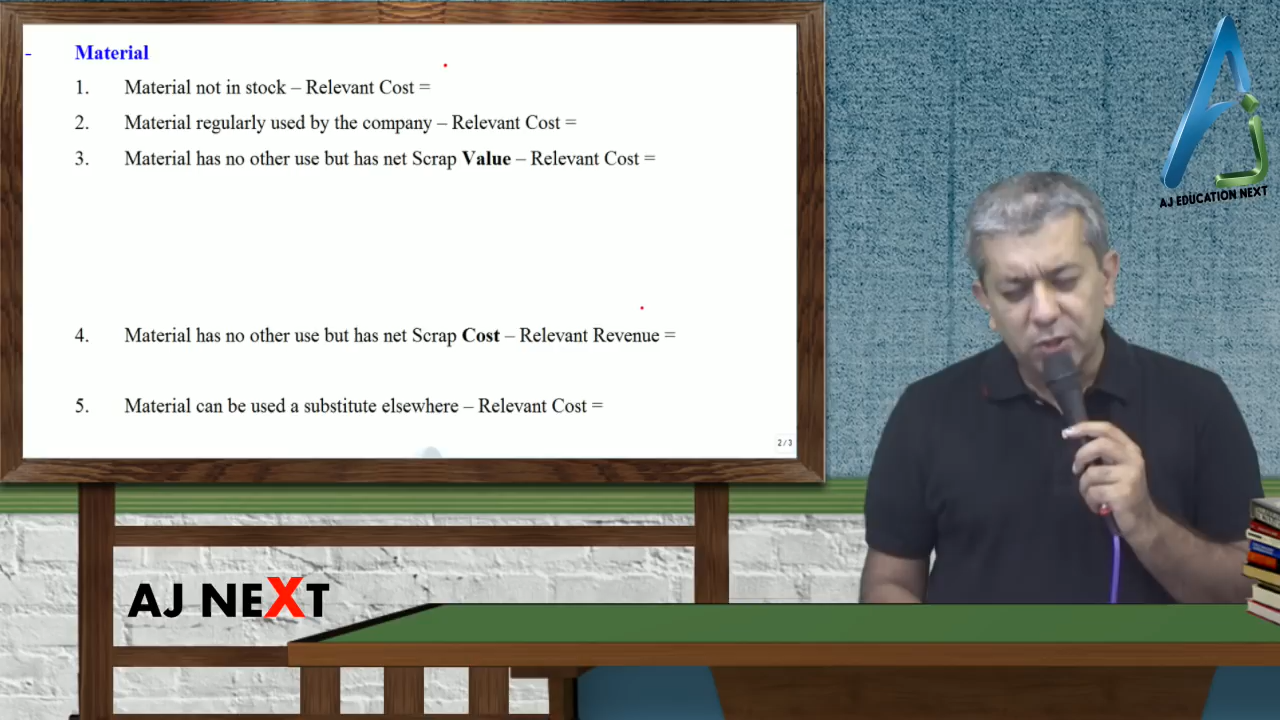 - Material
1. Material not in stock – Relevant Cost =
2. Material regularly used by the company – Relevant Cost =
3. Material has no other use but has net Scrap Value – Relevant Cost =
4. Material has no other use but has net Scrap Cost – Relevant Revenue =
5. Material can be used a substitute elsewhere – Relevant Cost =
2/3
AJ EDUCATION NEXT
AJ NEXT